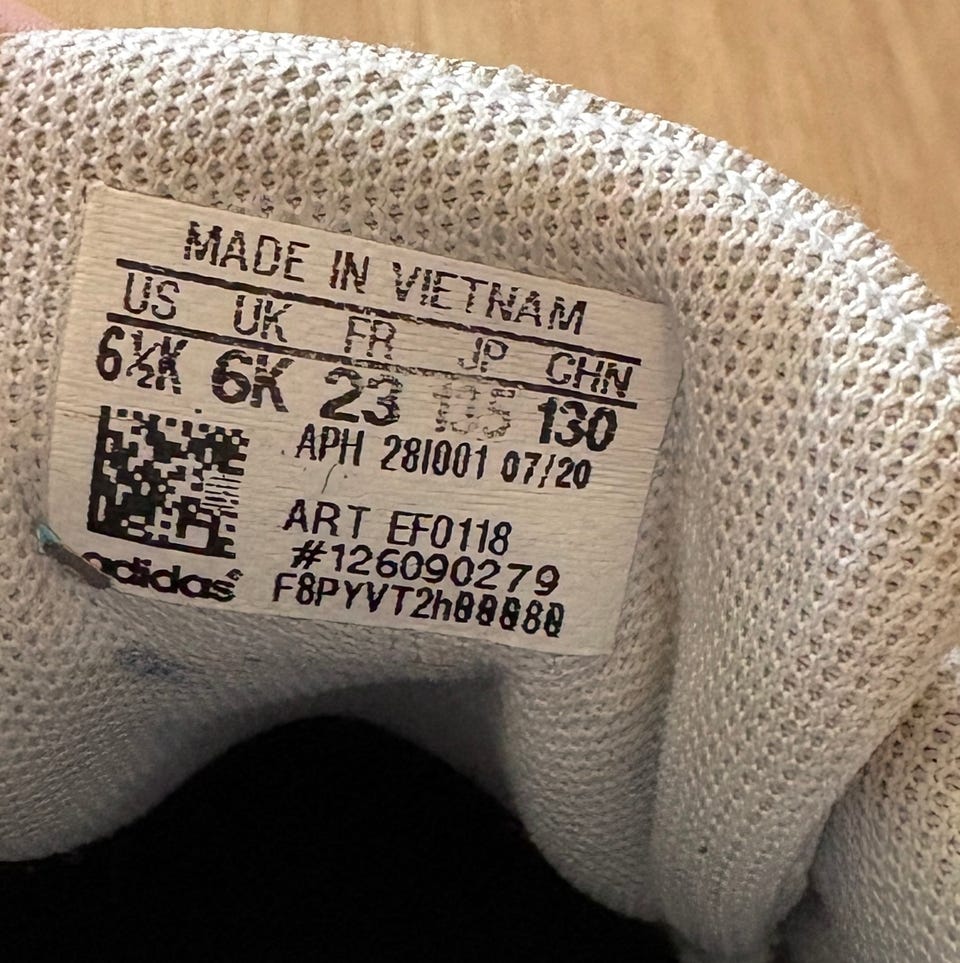 MADE IN VIETNAM
US UK FR JP CHN
6½K 6K 23 130
APH 28I001 07/20
ART EF0118
#126090279
adidas